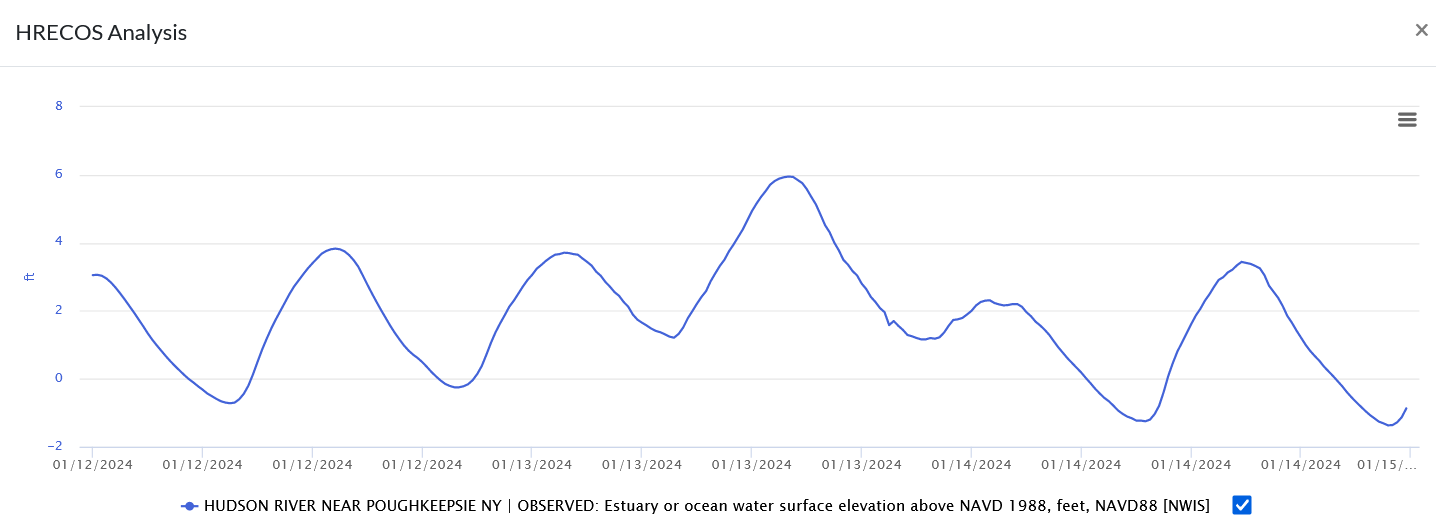 HRECOS Analysis
8
6
4
2
0
-2
ft
01/12/2024 01/12/2024 01/12/2024 01/12/2024 01/13/2024 01/13/2024 01/13/2024 01/13/2024 01/14/2024 01/14/2024 01/14/2024 01/14/2024 01/15/...
HUDSON RIVER NEAR POUGHKEEPSIE NY | OBSERVED: Estuary or ocean water surface elevation above NAVD 1988, feet, NAVD88 [NWIS]